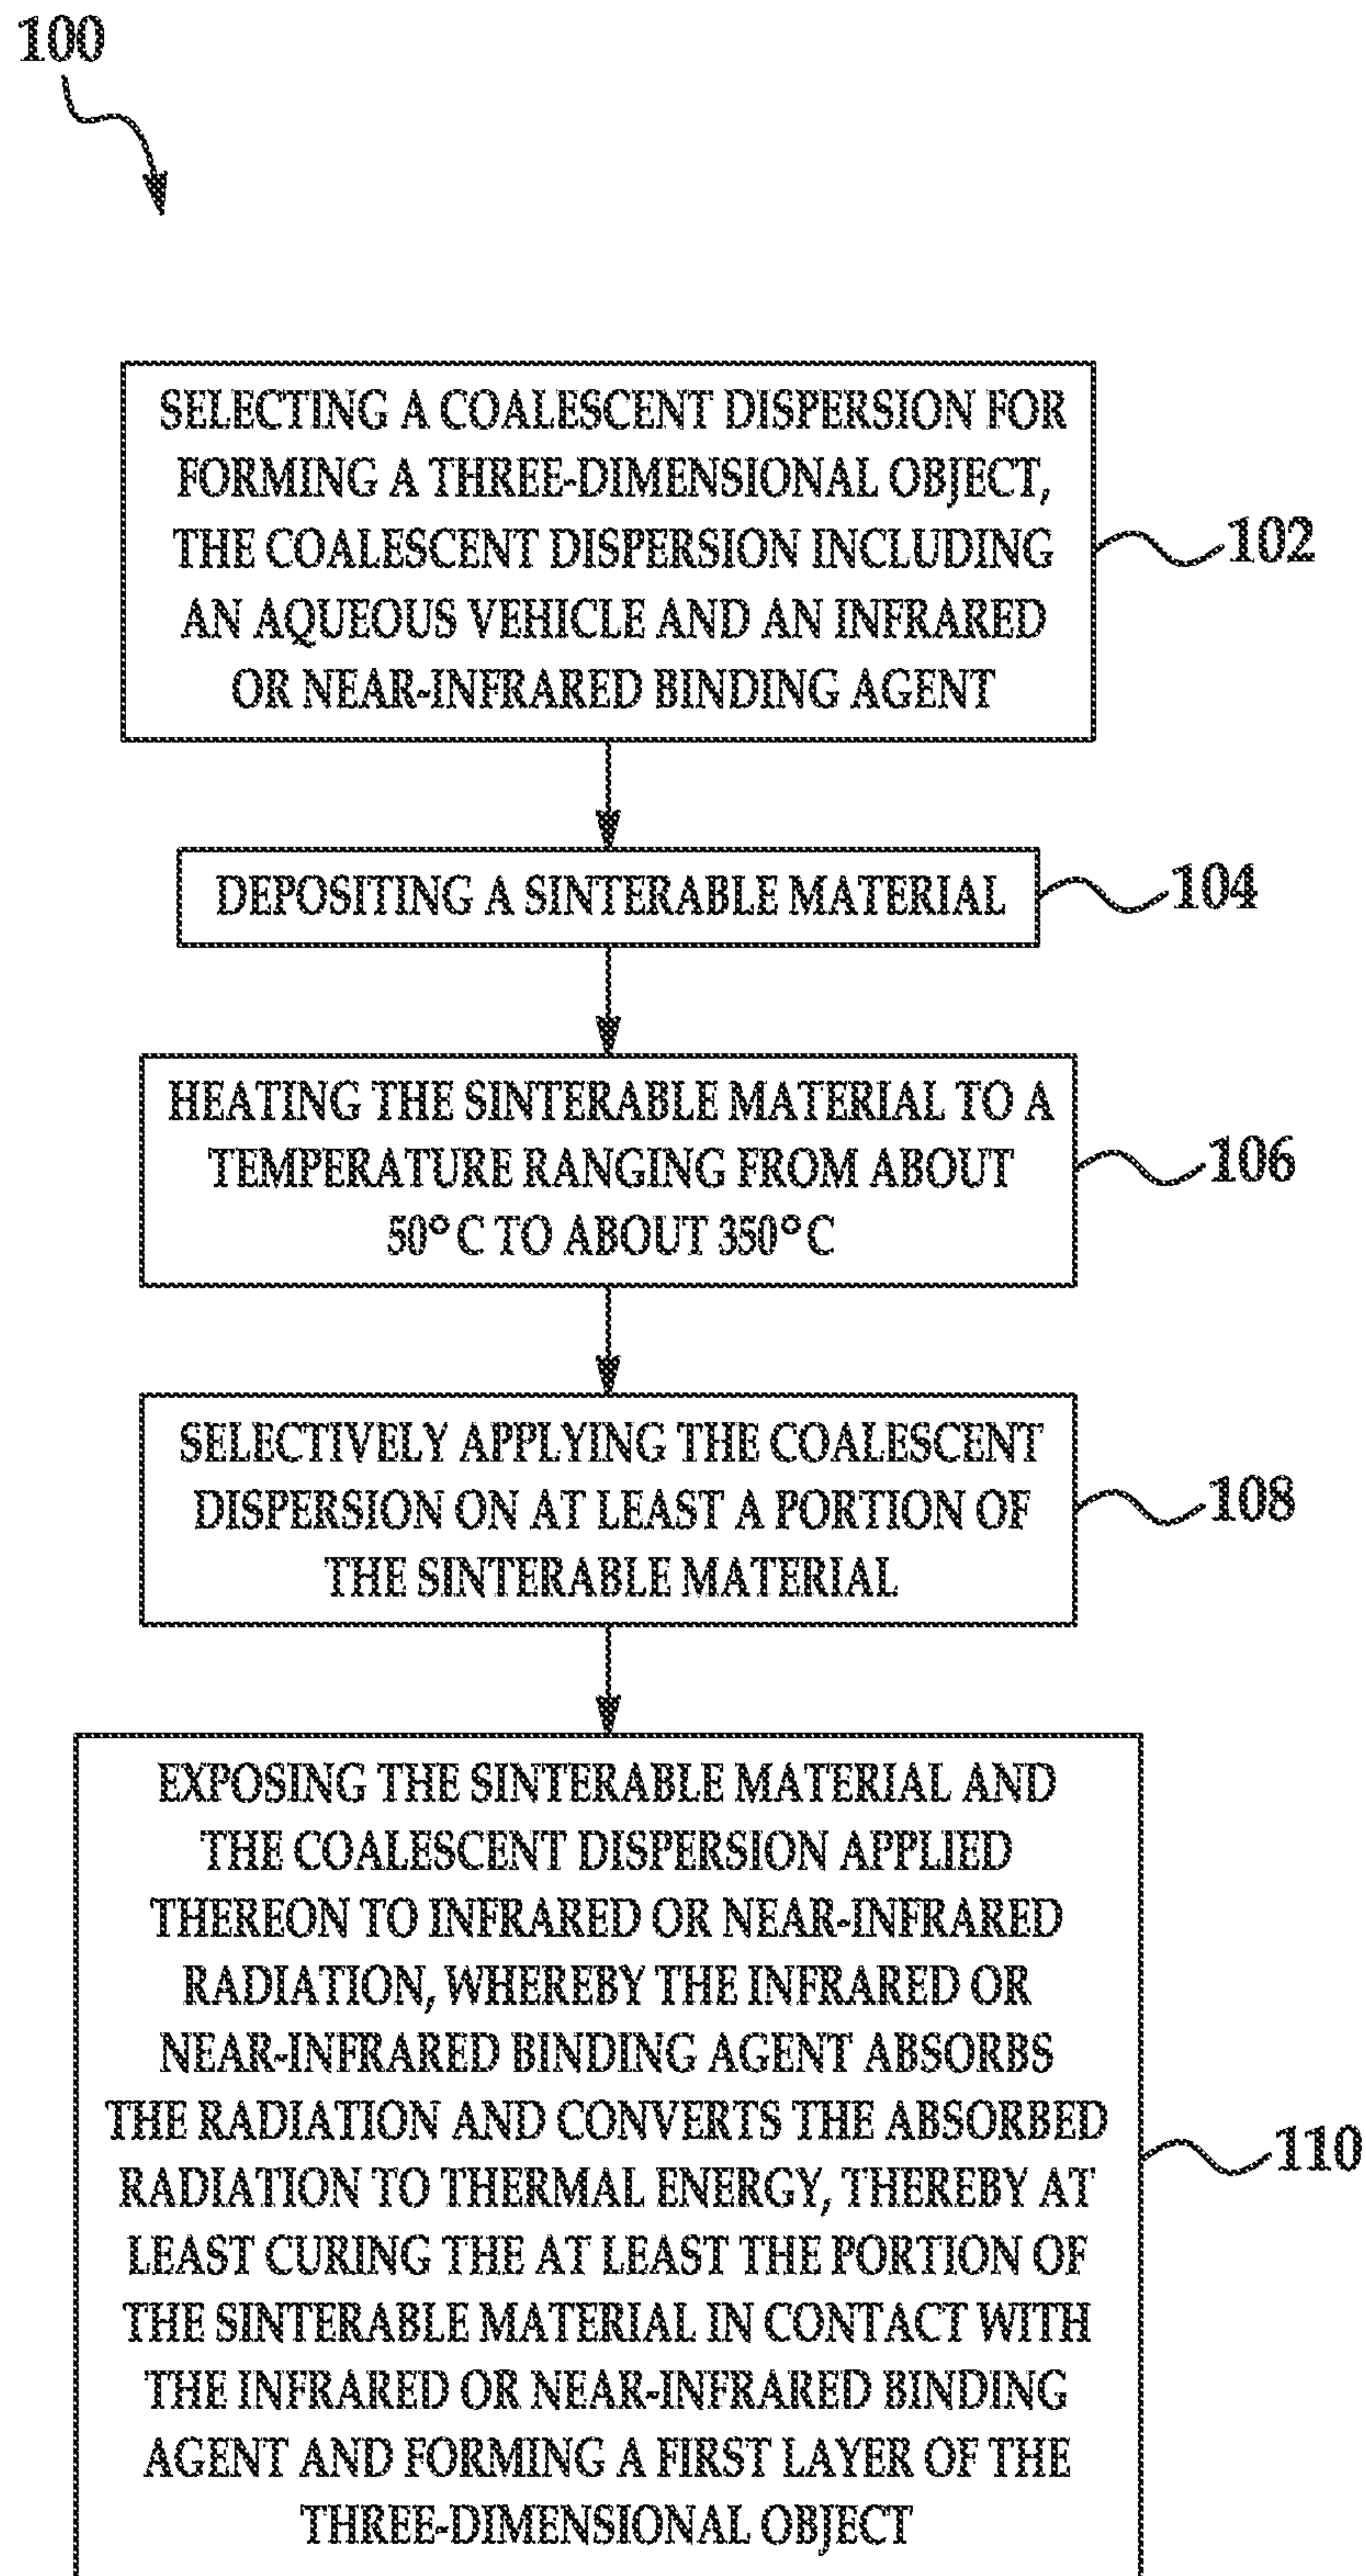 100
SELECTING A COALESCENT DISPERSION FOR
FORMING A THREE-DIMENSIONAL OBJECT,
THE COALESCENT DISPERSION INCLUDING
AN AQUEOUS VEHICLE AND AN INFRARED
OR NEAR-INFRARED BINDING AGENT
102
DEPOSITING A SINTERABLE MATERIAL
104
HEATING THE SINTERABLE MATERIAL TO A
TEMPERATURE RANGING FROM ABOUT
50°C TO ABOUT 350°C
106
SELECTIVELY APPLYING THE COALESCENT
DISPERSION ON AT LEAST A PORTION OF
THE SINTERABLE MATERIAL
108
EXPOSING THE SINTERABLE MATERIAL AND
THE COALESCENT DISPERSION APPLIED
THEREON TO INFRARED OR NEAR-INFRARED
RADIATION, WHEREBY THE INFRARED OR
NEAR-INFRARED BINDING AGENT ABSORBS
THE RADIATION AND CONVERTS THE ABSORBED
RADIATION TO THERMAL ENERGY, THEREBY AT
LEAST CURING THE AT LEAST THE PORTION OF
THE SINTERABLE MATERIAL IN CONTACT WITH
THE INFRARED OR NEAR-INFRARED BINDING
AGENT AND FORMING A FIRST LAYER OF THE
THREE-DIMENSIONAL OBJECT
110